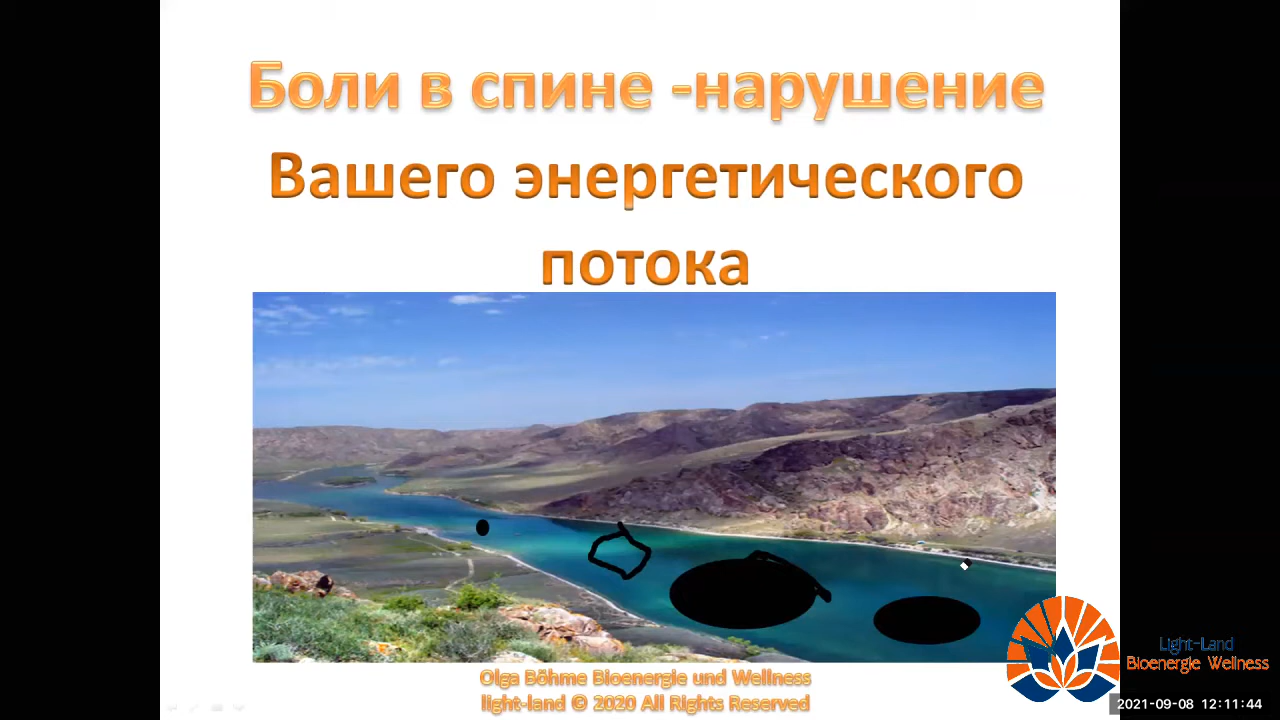 Боли в спине -нарушение
Вашего энергетического
потока
Olga Böhme Bioenergie und Wellness
light-land © 2020 All Rights Reserved
Light-Land
Bioenergie Wellness
2021-09-08 12:11:44